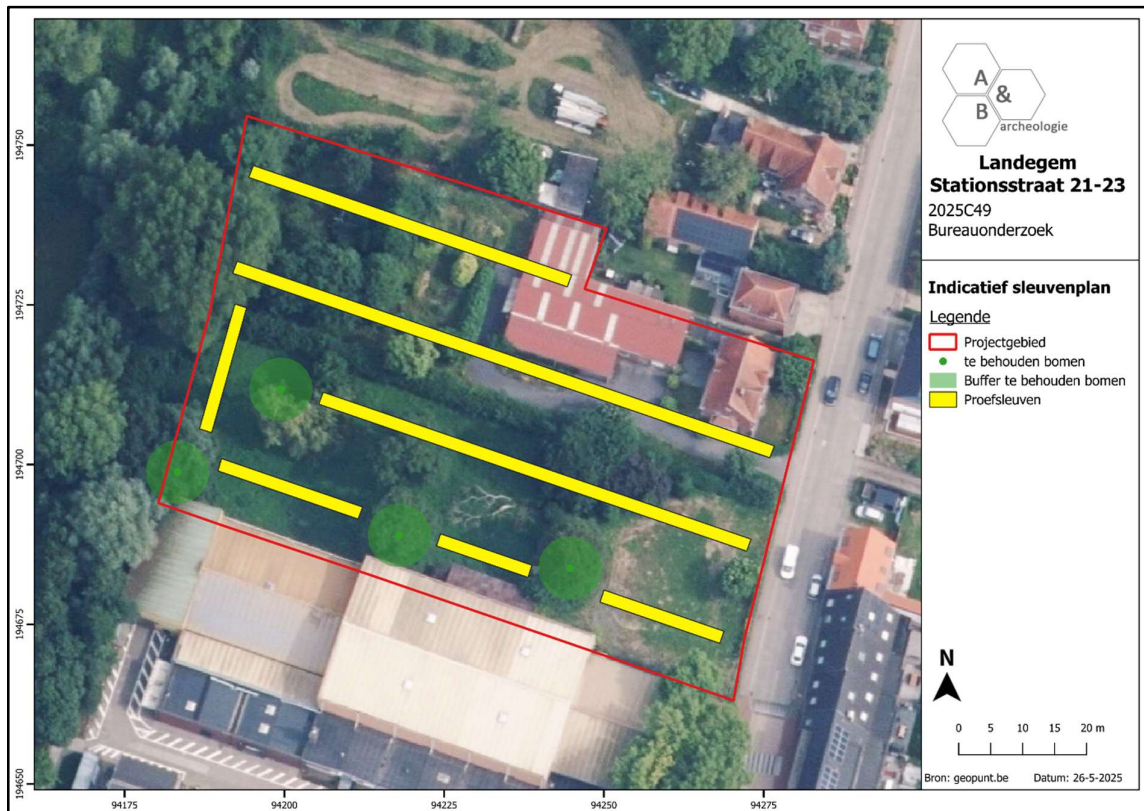 A
&
B
archeologie
Landegem
Stationsstraat 21-23
2025C49
Bureauonderzoek
Indicatief sleuvenplan
Legende
Projectgebied
te behouden bomen
Buffer te behouden bomen
Proefsleuven
N
0 5 10 15 20 m
Bron: geopunt.be Datum: 26-5-2025
194750
194725
194700
194675
194650
94175 94200 94225 94250 94275